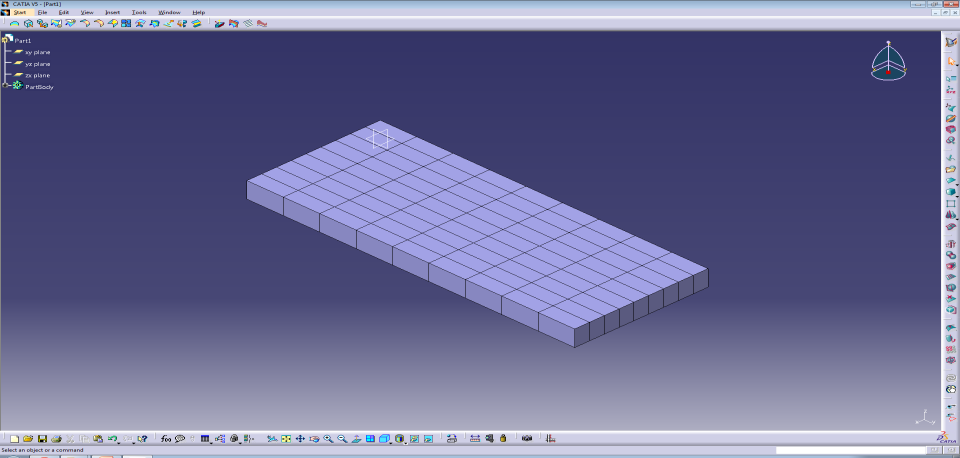 CATIA V5 - [Part1]
Start File Edit View Insert Tools Window Help
Part1
xy plane
yz plane
zx plane
PartBody
f(x)
CATIA
Select an object or a command